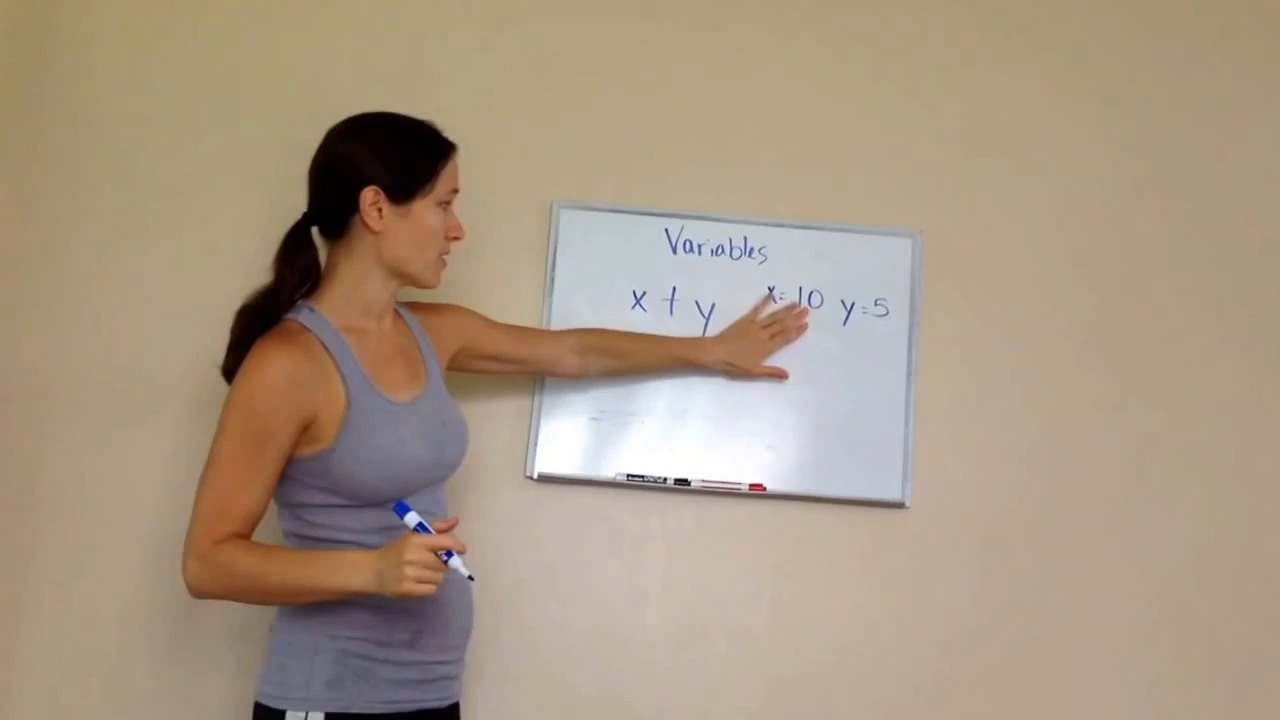 Variables
x + y x=10 y=5